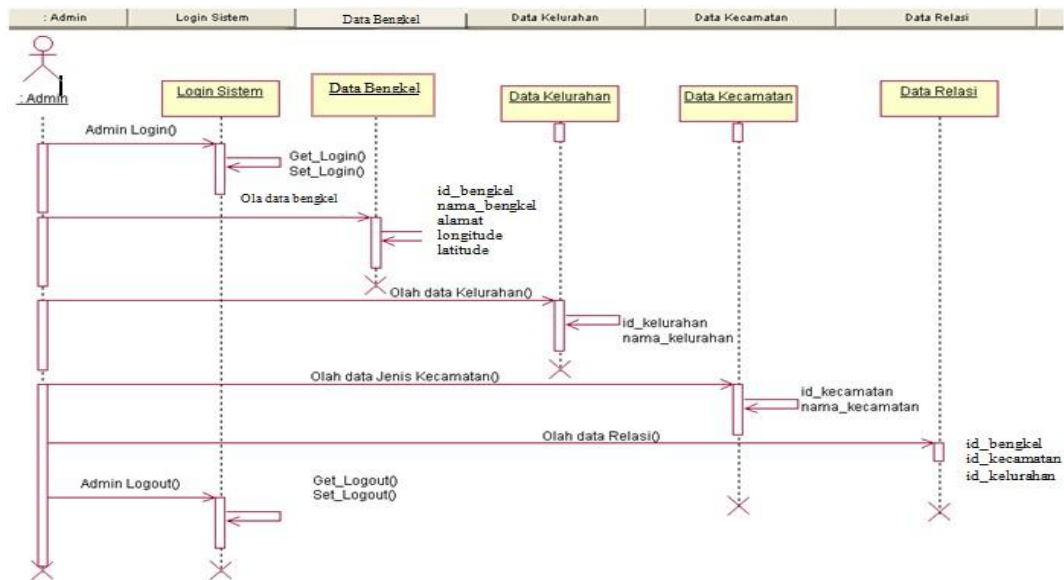 : Admin
Login Sistem
Data Bengkel
Data Kelurahan
Data Kecamatan
Data Relasi
: Admin
Login Sistem
Data Bengkel
Data Kelurahan
Data Kecamatan
Data Relasi
Admin Login()
Get_Login()
Set_Login()
Ola data bengkel
id_bengkel
nama_bengkel
alamat
longitude
latitude
Olah data Kelurahan()
id_kelurahan
nama_kelurahan
Olah data Jenis Kecamatan()
id_kecamatan
nama_kecamatan
Olah data Relasi()
id_bengkel
id_kecamatan
id_kelurahan
Admin Logout()
Get_Logout()
Set_Logout()